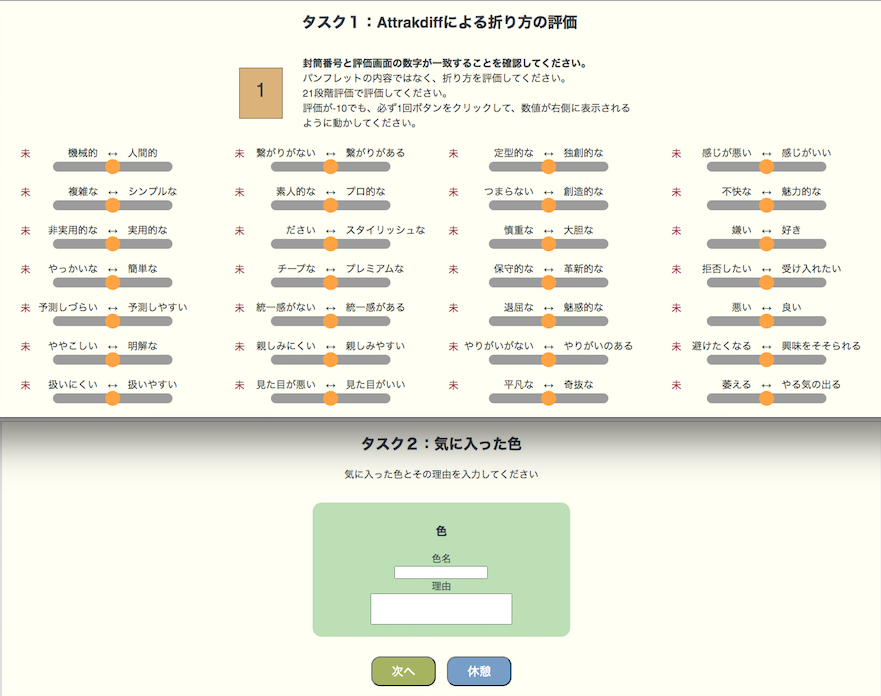 タスク１：Attrakdiffによる折り方の評価
1
封筒番号と評価画面の数字が一致することを確認してください。
パンフレットの内容ではなく、折り方を評価してください。
21段階評価で評価してください。
評価が-10でも、必ず1回ボタンをクリックして、数値が右側に表示される
ように動かしてください。
未 機械的 ↔ 人間的 未 繋がりがない ↔ 繋がりがある 未 定型的な ↔ 独創的な 未 感じが悪い ↔ 感じがいい
未 複雑な ↔ シンプルな 未 素人的な ↔ プロ的な 未 つまらない ↔ 創造的な 未 不快な ↔ 魅力的な
未 非実用的な ↔ 実用的な 未 ださい ↔ スタイリッシュな 未 慎重な ↔ 大胆な 未 嫌い ↔ 好き
未 やっかいな ↔ 簡単な 未 チープな ↔ プレミアムな 未 保守的な ↔ 革新的な 未 拒否したい ↔ 受け入れたい
未 予測しづらい ↔ 予測しやすい 未 統一感がない ↔ 統一感がある 未 退屈な ↔ 魅惑的な 未 悪い ↔ 良い
未 ややこしい ↔ 明解な 未 親しみにくい ↔ 親しみやすい 未 やりがいがない ↔ やりがいのある 未 避けたくなる ↔ 興味をそそられる
未 扱いにくい ↔ 扱いやすい 未 見た目が悪い ↔ 見た目がいい 未 平凡な ↔ 奇抜な 未 萎える ↔ やる気の出る
タスク２：気に入った色
気に入った色とその理由を入力してください
色
色名
理由
次へ 休憩